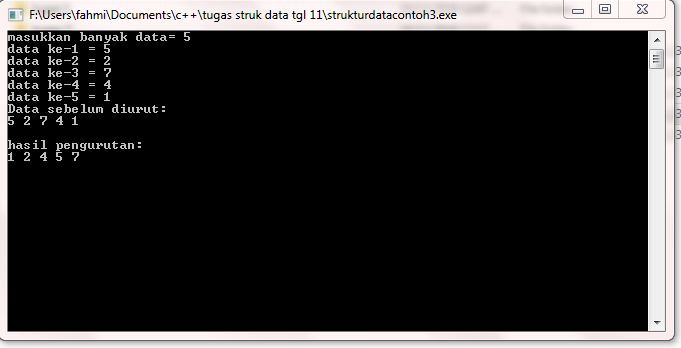 F:\Users\fahmi\Documents\c++\tugas struk data tgl 11\strukturdatacontoh3.exe
masukkan banyak data= 5
data ke-1 = 5
data ke-2 = 2
data ke-3 = 7
data ke-4 = 4
data ke-5 = 1
Data sebelum diurut:
5 2 7 4 1
hasil pengurutan:
1 2 4 5 7